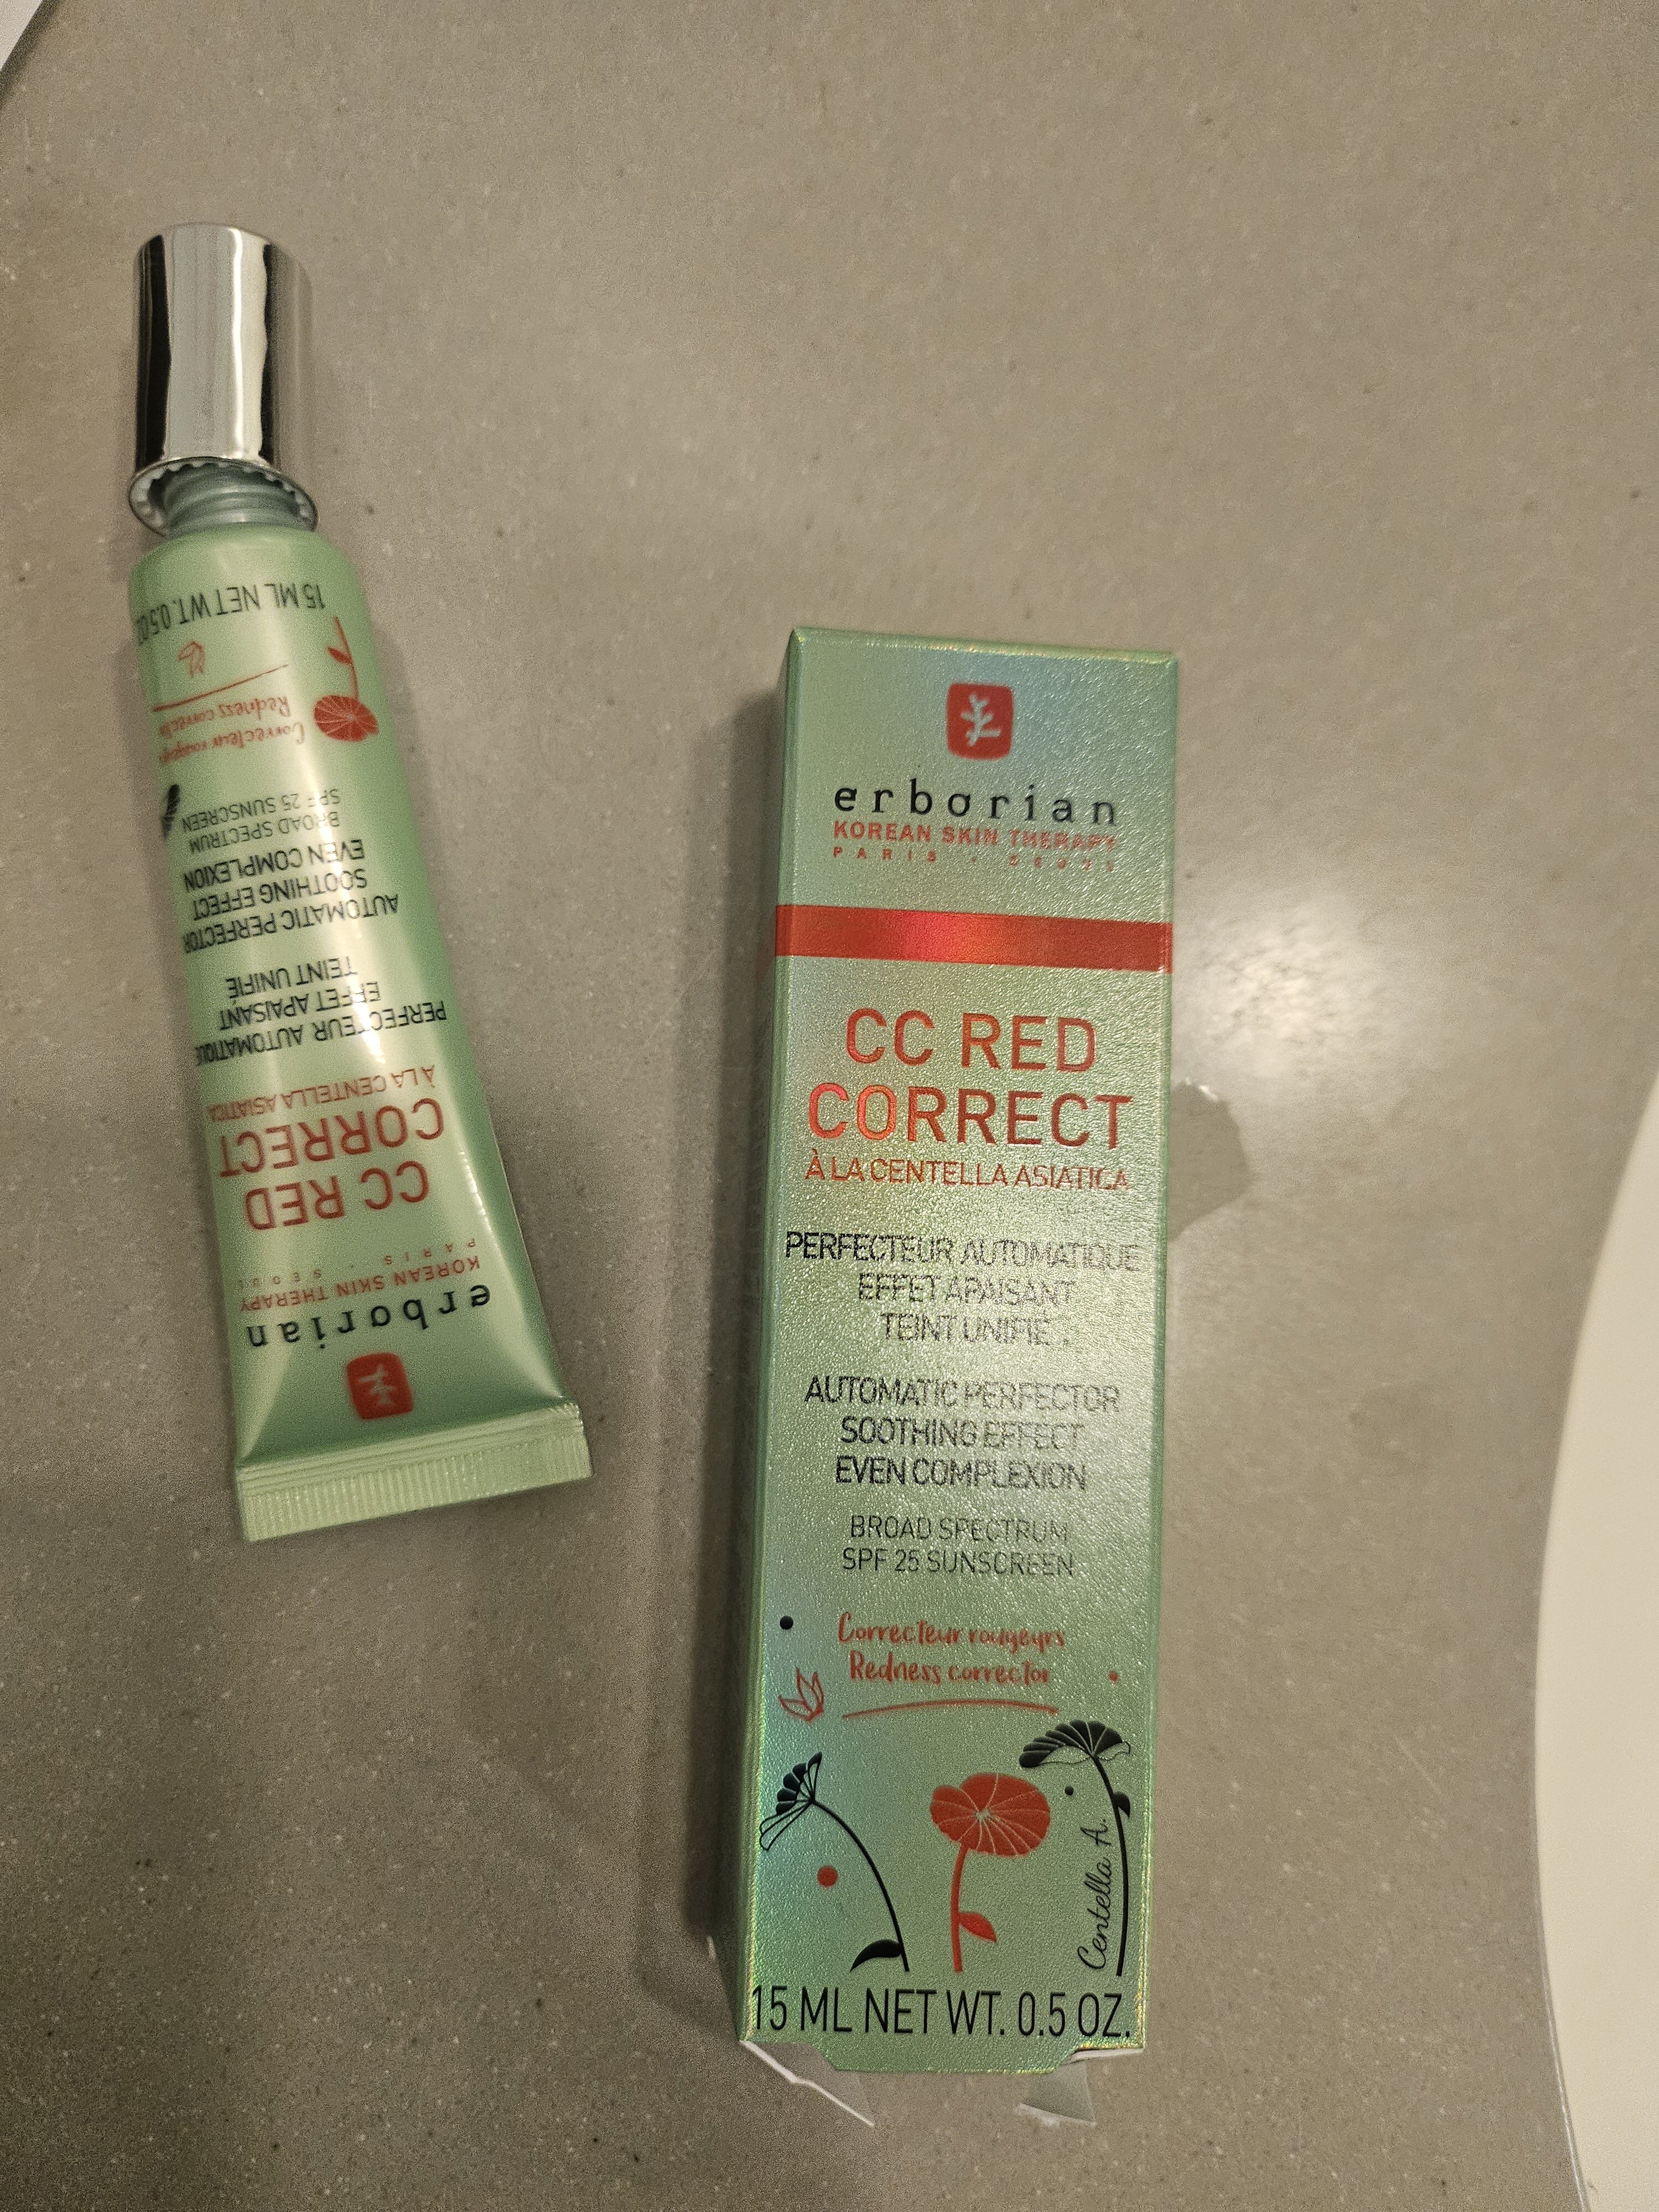 erborian
KOREAN SKIN THERAPY
PARIS · SEOUL
CC RED
CORRECT
À LA CENTELLA ASIATICA
PERFECTEUR AUTOMATIQUE
EFFET APAISANT
TEINT UNIFIÉ
AUTOMATIC PERFECTOR
SOOTHING EFFECT
EVEN COMPLEXION
BROAD SPECTRUM
SPF 25 SUNSCREEN
Correcteur rougeurs
Redness corrector
15 ML NET WT. 0.5 OZ.
erborian
KOREAN SKIN THERAPY
PARIS · SEOUL
CC RED
CORRECT
À LA CENTELLA ASIATICA
PERFECTEUR AUTOMATIQUE
EFFET APAISANT
TEINT UNIFIÉ
AUTOMATIC PERFECTOR
SOOTHING EFFECT
EVEN COMPLEXION
BROAD SPECTRUM
SPF 25 SUNSCREEN
Correcteur rougeurs
Redness corrector
Centella A.
15 ML NET WT. 0.5 OZ.